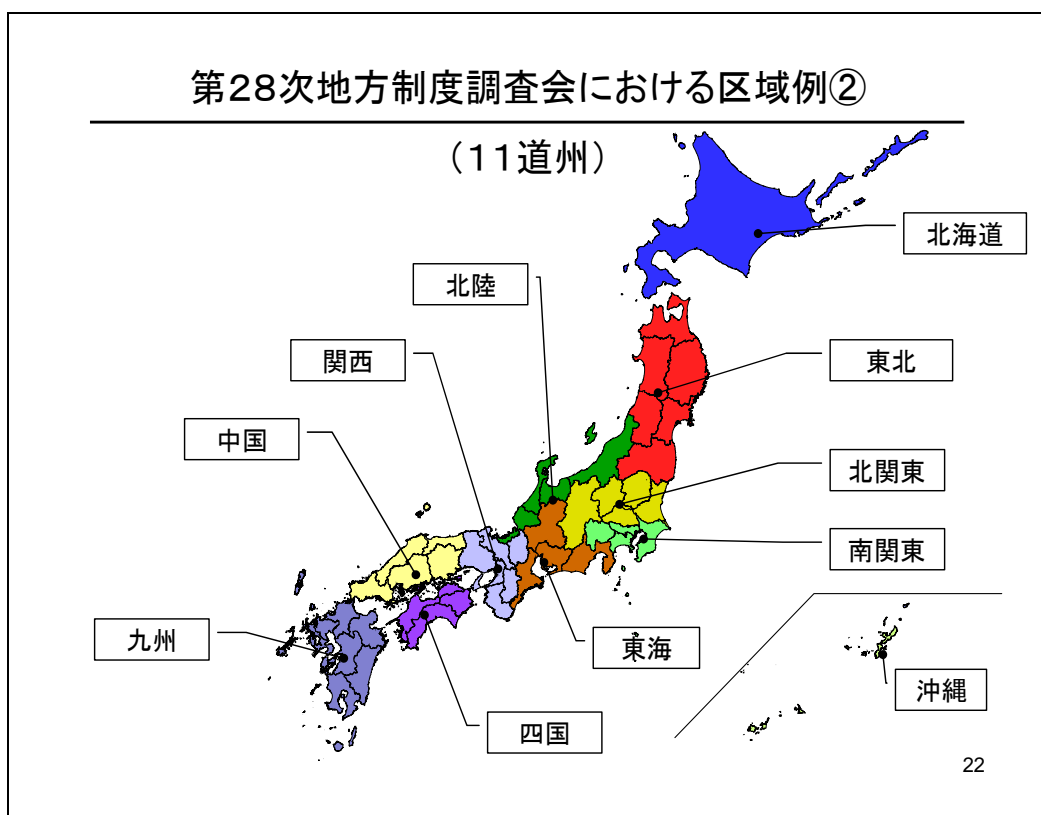 第28次地方制度調査会における区域例②
(11道州)
北海道
北陸
関西
東北
中国
北関東
南関東
九州
東海
沖縄
四国
22